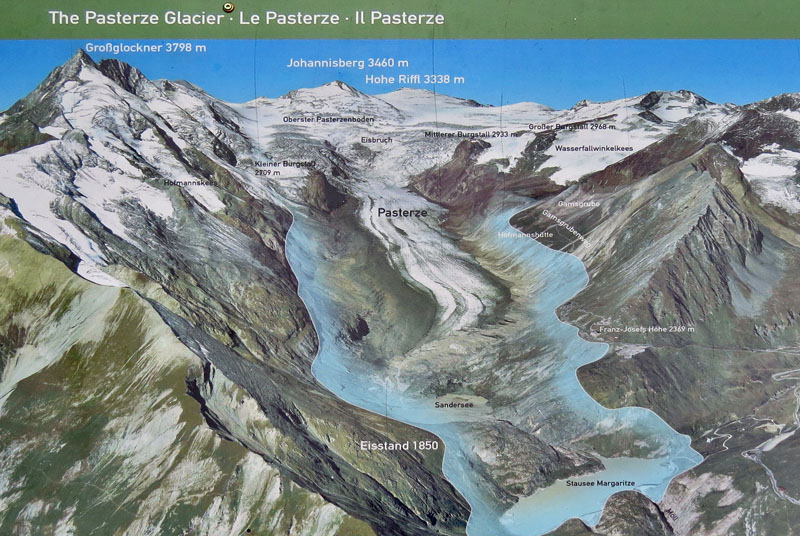 The Pasterze Glacier · Le Pasterze · Il Pasterze
Großglockner 3798 m
Johannisberg 3460 m
Hohe Riffl 3338 m
Oberster Pasterzenboden
Eisbruch
Mittlerer Burgstall 2933 m
Großer Burgstall 2968 m
Wasserfallwinkelkees
Kleiner Burgstall
2709 m
Hofmannskees
Pasterze
Gamsgrube
Hofmannshütte
Franz-Josefs Höhe 2369 m
Sandersee
Eisstand 1850
Stausee Margaritze